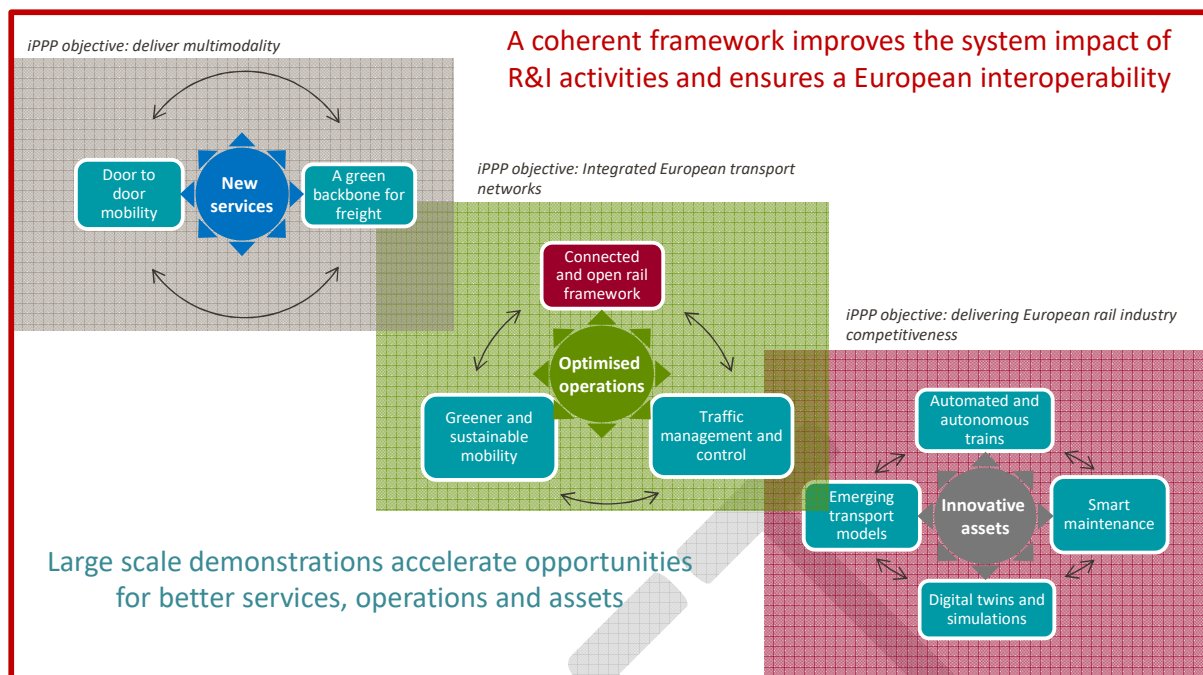 iPPP objective: deliver multimodality
A coherent framework improves the system impact of
R&I activities and ensures a European interoperability
Door to
door
mobility
New
services
A green
backbone for
freight
iPPP objective: Integrated European transport
networks
Connected
and open rail
framework
Optimised
operations
Greener and
sustainable
mobility
Traffic
management and
control
iPPP objective: delivering European rail industry
competitiveness
Automated and
autonomous
trains
Emerging
transport
models
Innovative
assets
Smart
maintenance
Digital twins and
simulations
Large scale demonstrations accelerate opportunities
for better services, operations and assets